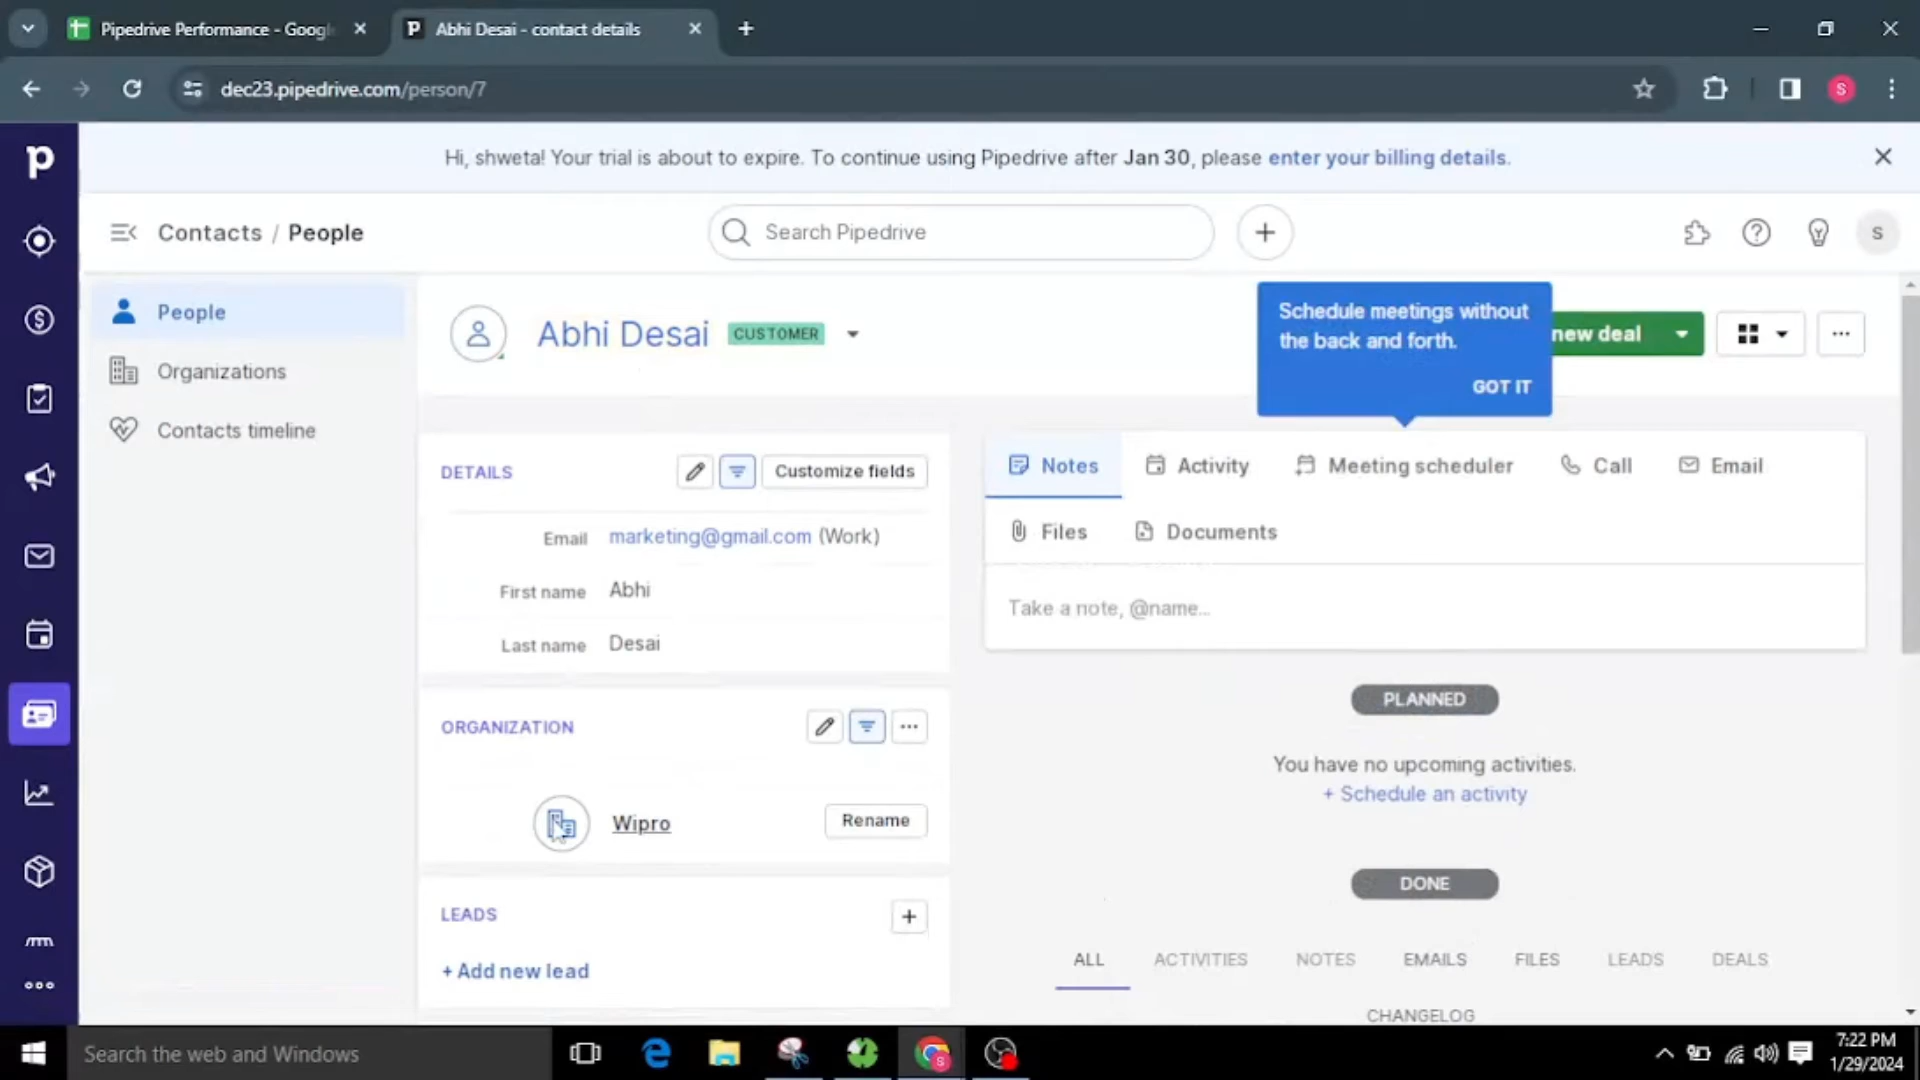 Pipedrive Performance - Googl
Abhi Desai - contact details
dec23.pipedrive.com/person/7
S
Hi, shweta! Your trial is about to expire. To continue using Pipedrive after Jan 30, please enter your billing details.
Contacts / People
Search Pipedrive
S
People
Organizations
Contacts timeline
Abhi Desai
CUSTOMER
Schedule meetings without
the back and forth.
GOT IT
new deal
DETAILS
Customize fields
Email marketing@gmail.com (Work)
First name Abhi
Last name Desai
ORGANIZATION
Wipro
Rename
LEADS
+ Add new lead
Notes
Activity
Meeting scheduler
Call
Email
Files
Documents
Take a note, @name...
PLANNED
You have no upcoming activities.
+ Schedule an activity
DONE
ALL
ACTIVITIES
NOTES
EMAILS
FILES
LEADS
DEALS
CHANGELOG
Search the web and Windows
7:22 PM
1/29/2024